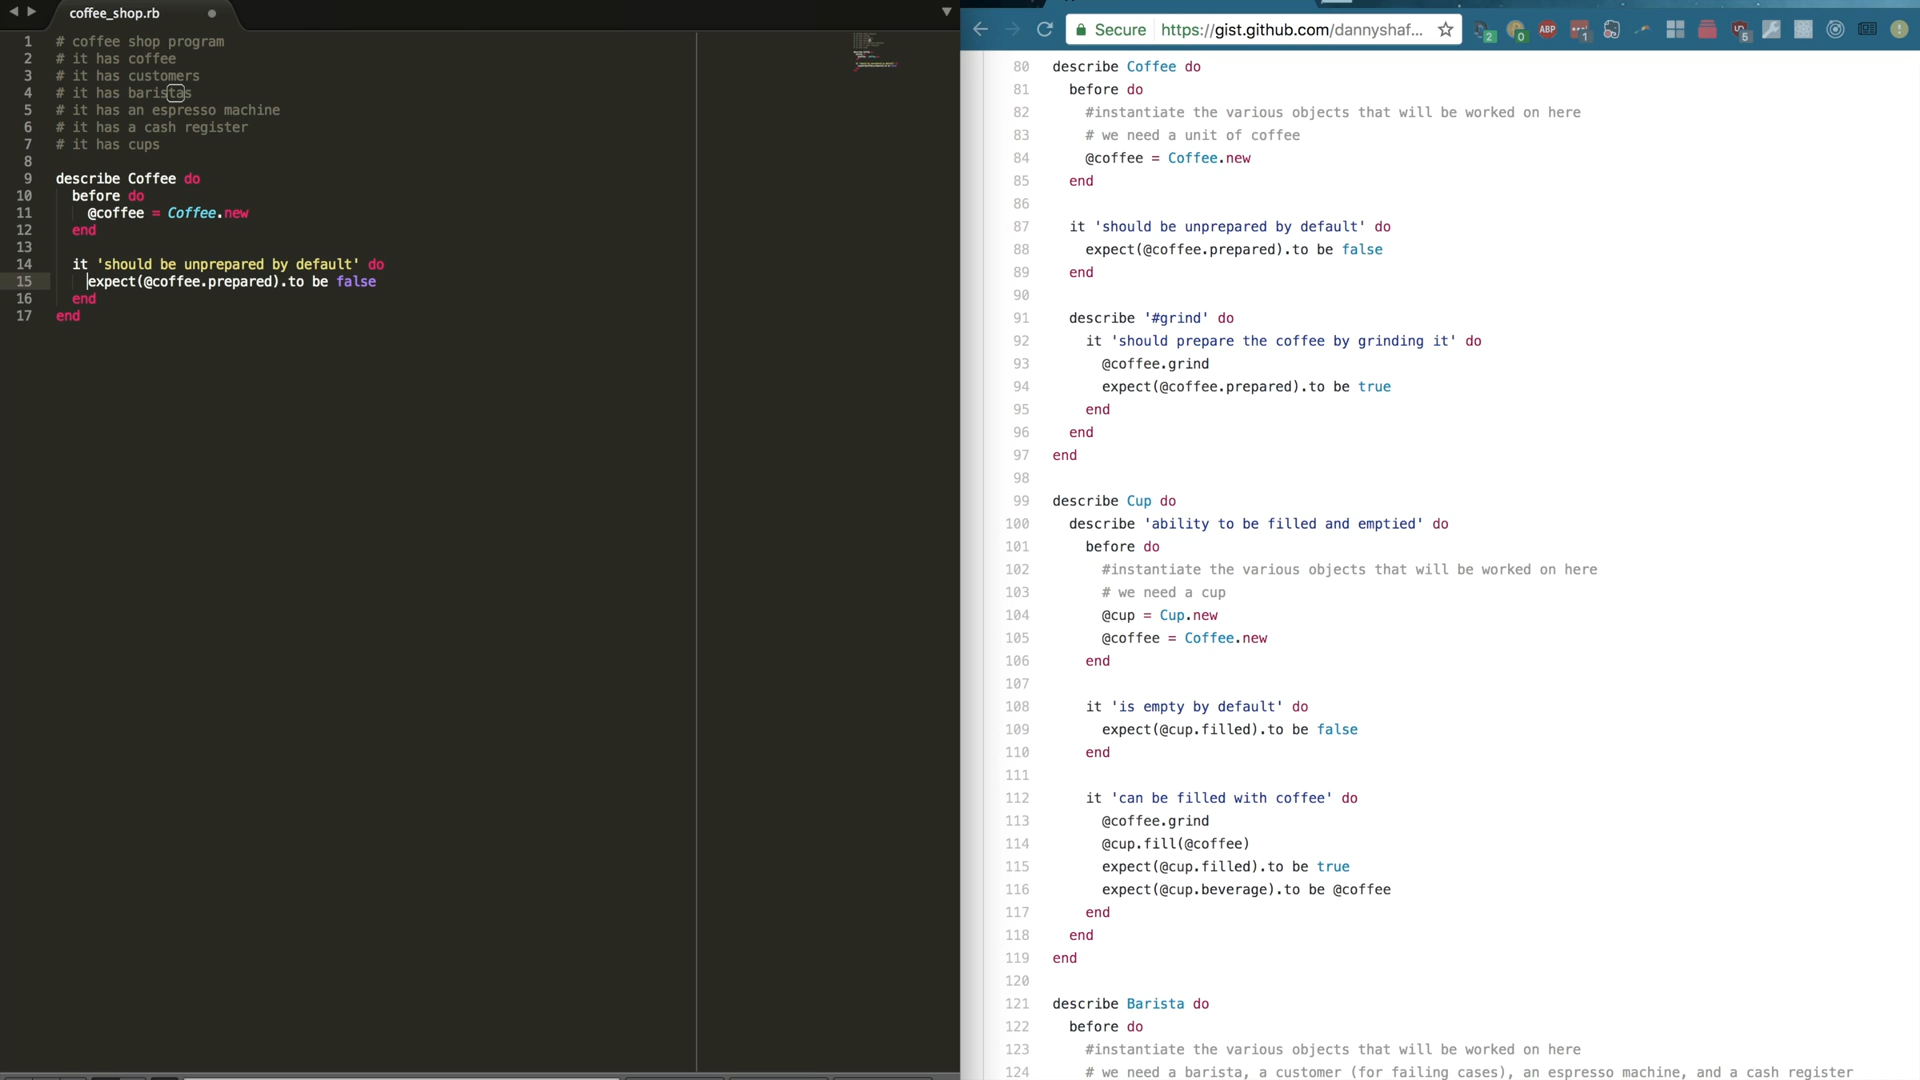 coffee_shop.rb
1 # coffee shop program
2 # it has coffee
3 # it has customers
4 # it has baristas
5 # it has an espresso machine
6 # it has a cash register
7 # it has cups
8
9 describe Coffee do
10 before do
11 @coffee = Coffee.new
12 end
13
14 it 'should be unprepared by default' do
15 expect(@coffee.prepared).to be false
16 end
17 end
Secure https://gist.github.com/dannyshaf...
2 0 ABP 1 5
80 describe Coffee do
81 before do
82 #instantiate the various objects that will be worked on here
83 # we need a unit of coffee
84 @coffee = Coffee.new
85 end
86
87 it 'should be unprepared by default' do
88 expect(@coffee.prepared).to be false
89 end
90
91 describe '#grind' do
92 it 'should prepare the coffee by grinding it' do
93 @coffee.grind
94 expect(@coffee.prepared).to be true
95 end
96 end
97 end
98
99 describe Cup do
100 describe 'ability to be filled and emptied' do
101 before do
102 #instantiate the various objects that will be worked on here
103 # we need a cup
104 @cup = Cup.new
105 @coffee = Coffee.new
106 end
107
108 it 'is empty by default' do
109 expect(@cup.filled).to be false
110 end
111
112 it 'can be filled with coffee' do
113 @coffee.grind
114 @cup.fill(@coffee)
115 expect(@cup.filled).to be true
116 expect(@cup.beverage).to be @coffee
117 end
118 end
119 end
120
121 describe Barista do
122 before do
123 #instantiate the various objects that will be worked on here
124 # we need a barista, a customer (for failing cases), an espresso machine, and a cash register